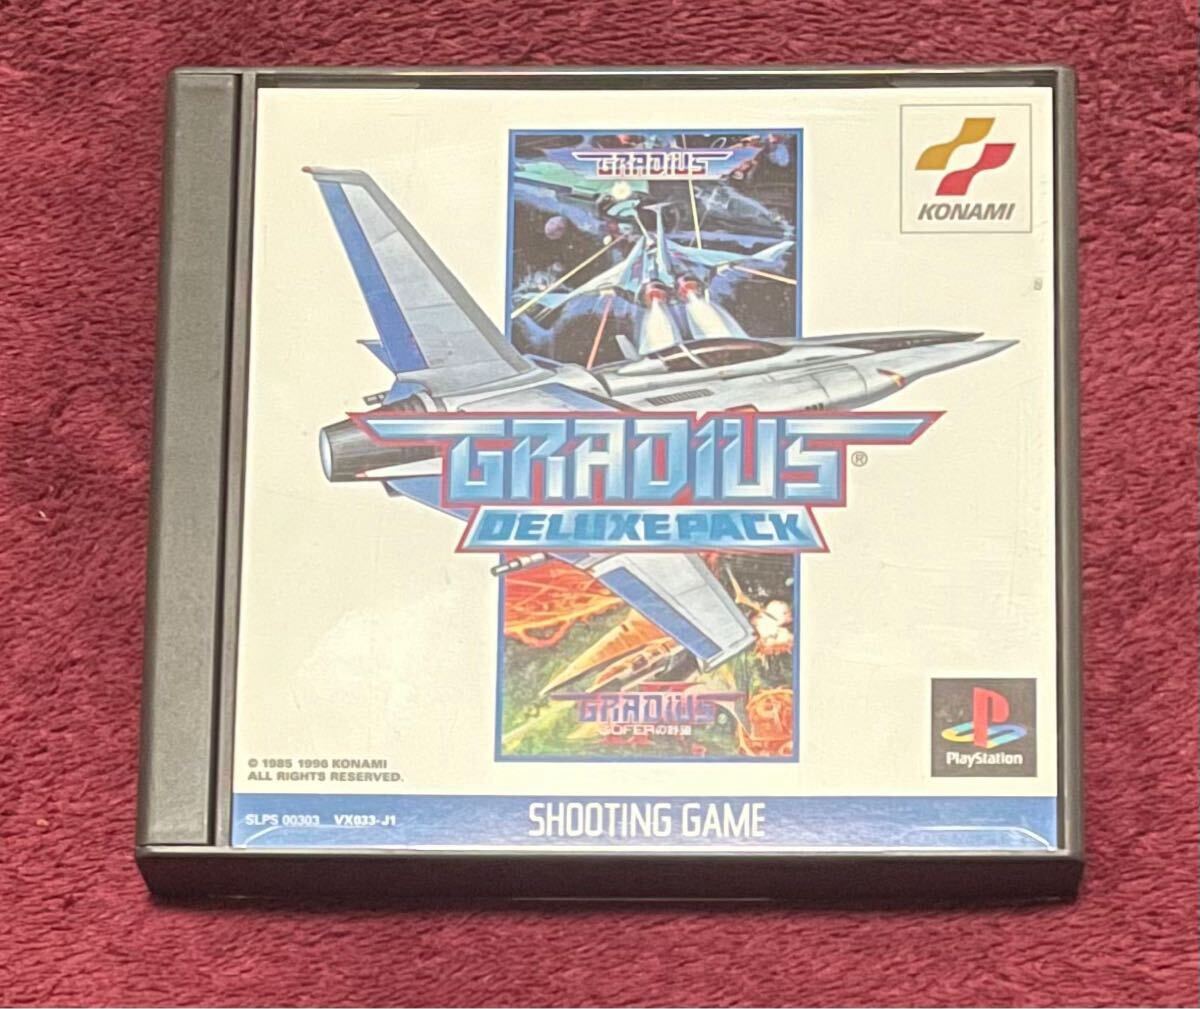 GRADIUS
KONAMI
GRADIUS®
DELUXE PACK
GRADIUS
GOFERの野望
PlayStation
© 1985 1996 KONAMI
ALL RIGHTS RESERVED.
SLPS 00303 VX033-J1
SHOOTING GAME